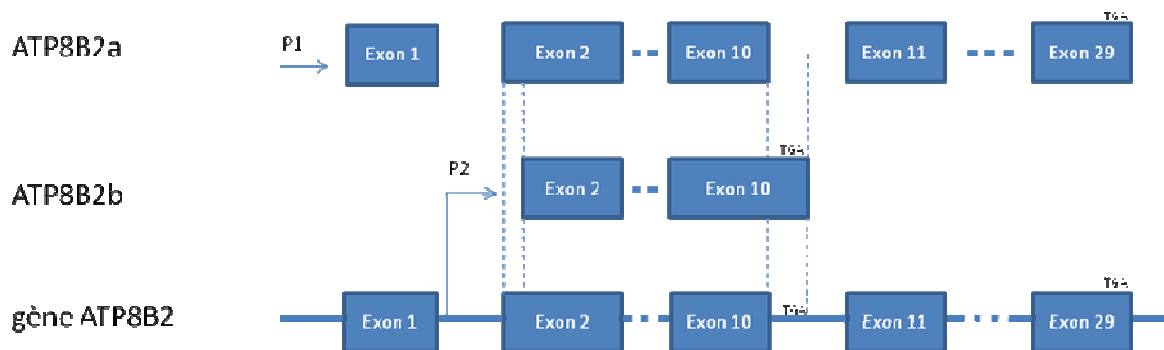 TGA
ATP8B2a P1 Exon 1 Exon 2 Exon 10 Exon 11 Exon 29
TGA
ATP8B2b P2 Exon 2 Exon 10
TGA
gène ATP8B2 Exon 1 Exon 2 Exon 10 TGA Exon 11 Exon 29